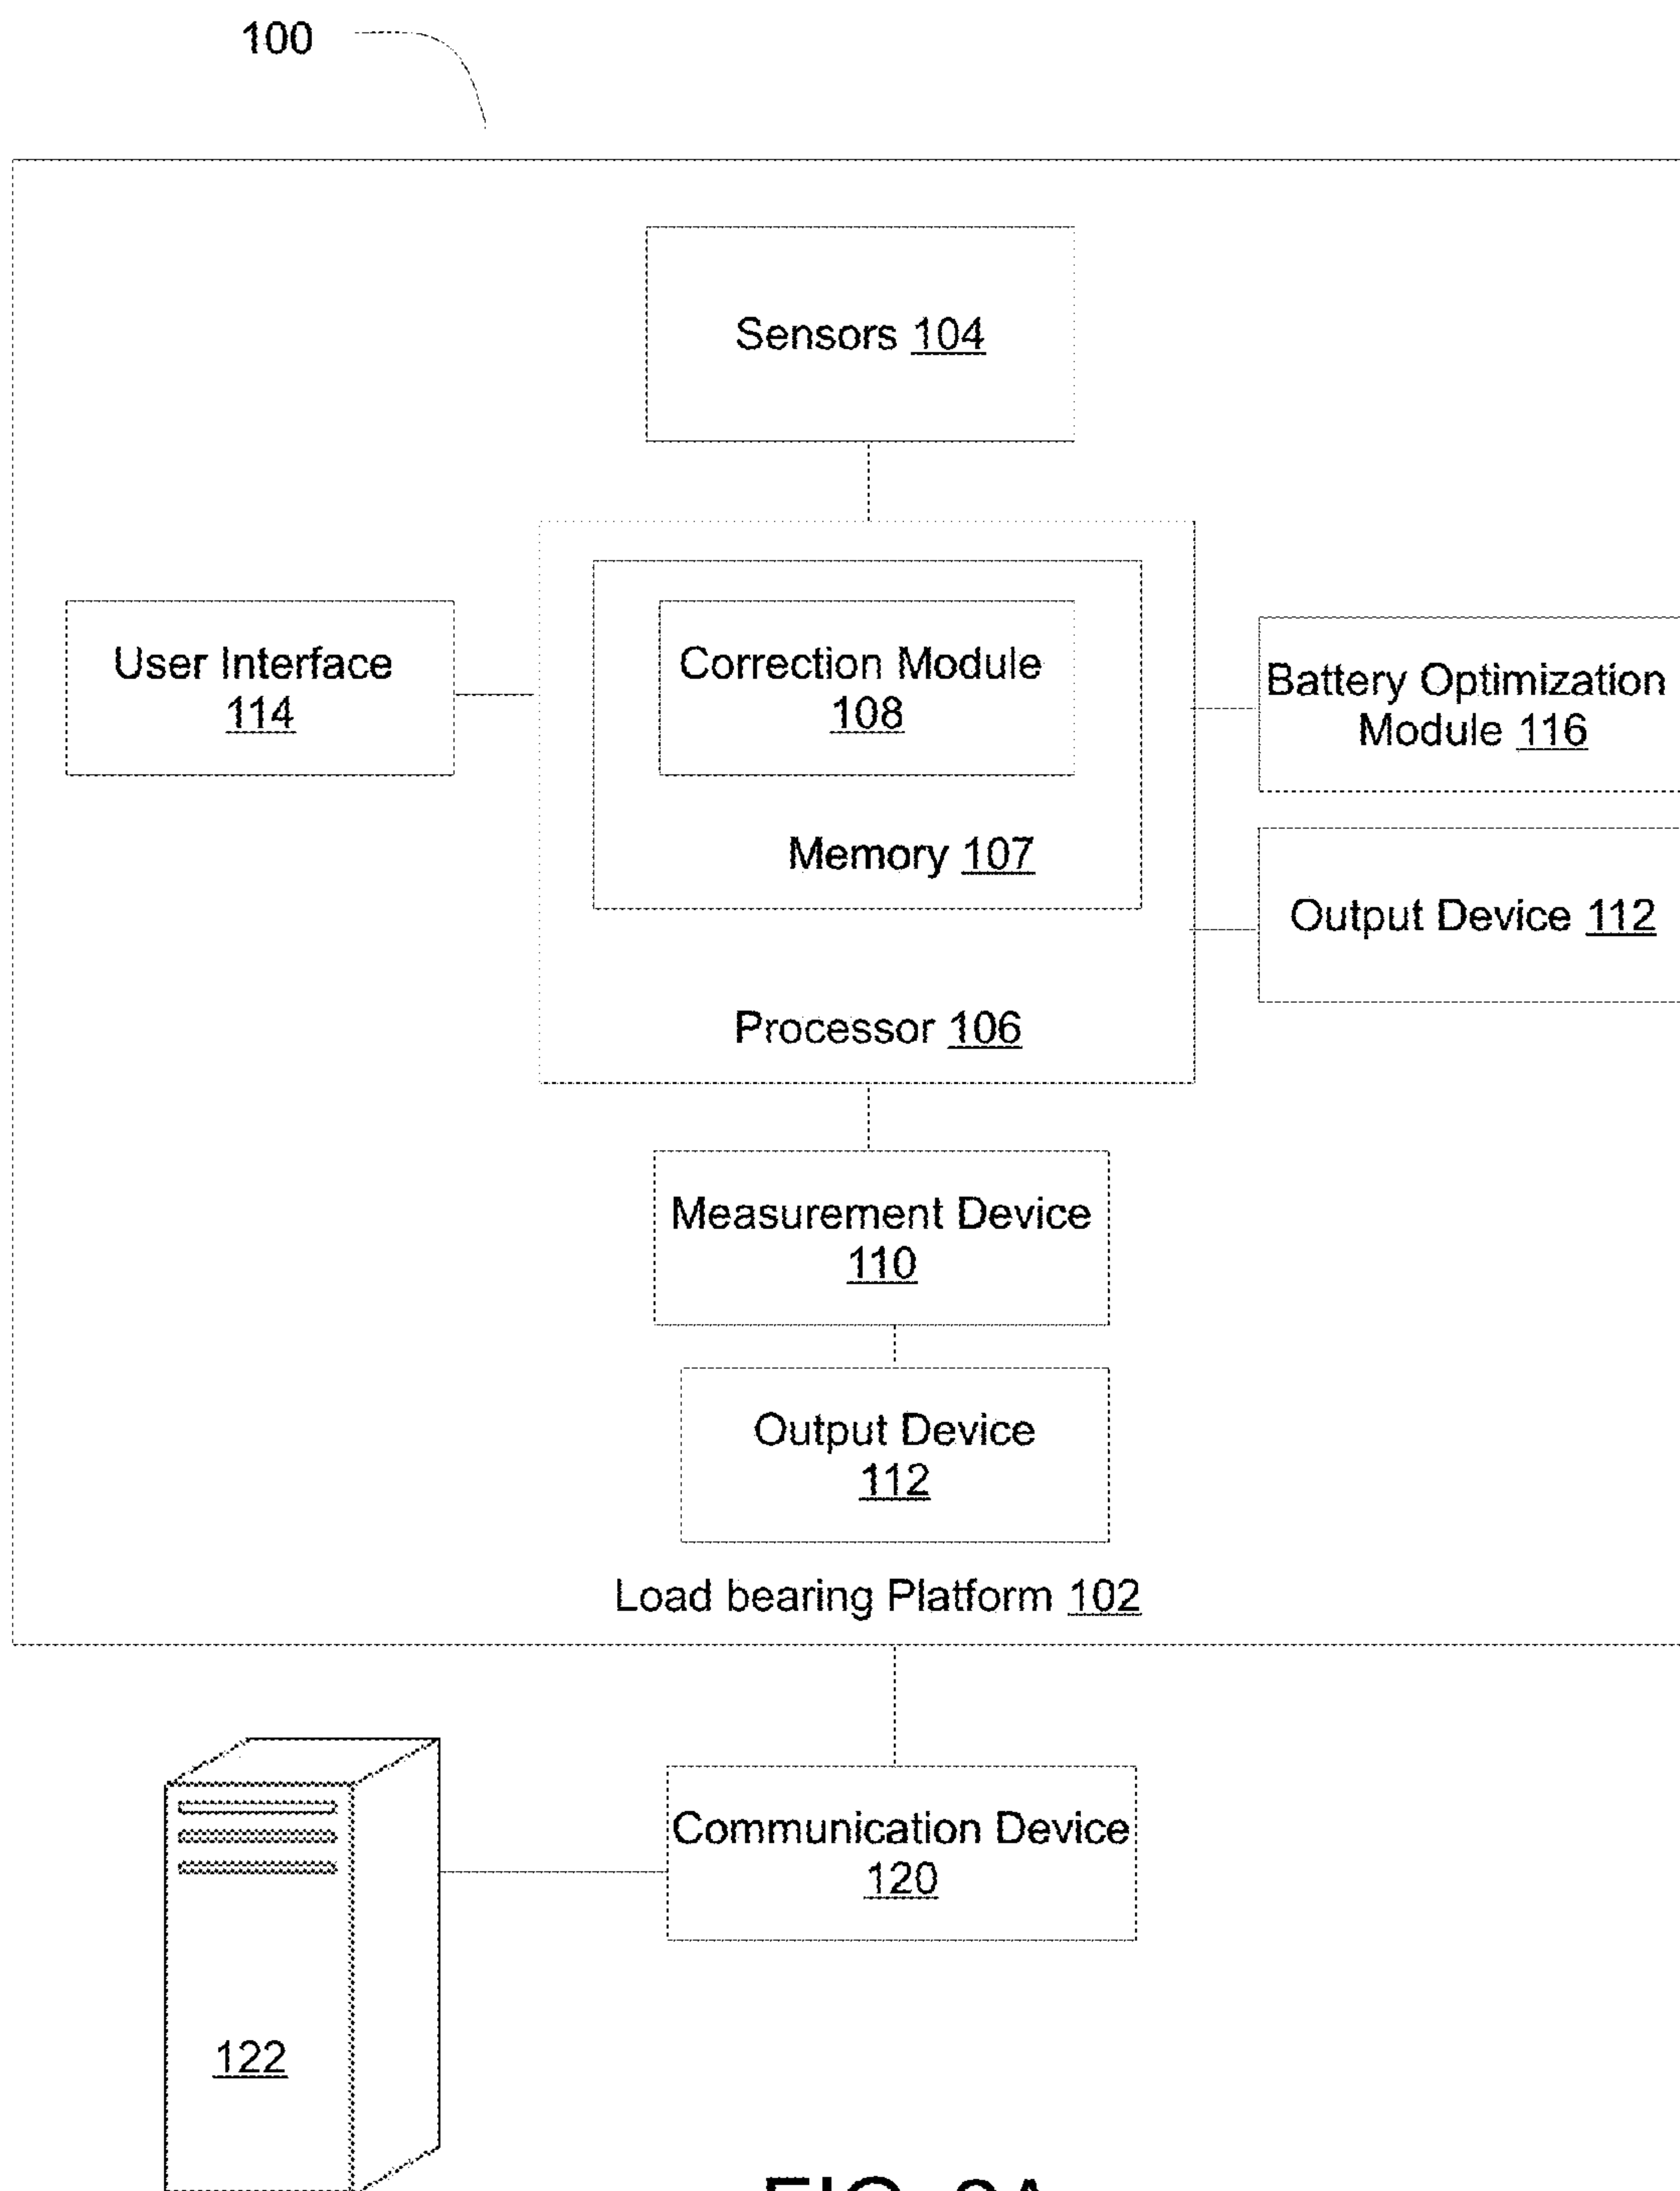 100
Sensors 104
User Interface
114
Correction Module
108
Memory 107
Processor 106
Battery Optimization
Module 116
Output Device 112
Measurement Device
110
Output Device
112
Load bearing Platform 102
Communication Device
120
122